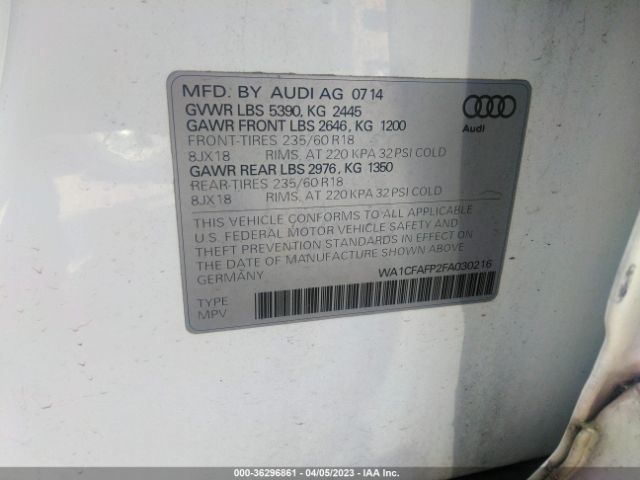 MFD. BY AUDI AG 07 14
GVWR LBS 5390, KG 2445
GAWR FRONT LBS 2646, KG 1200
FRONT-TIRES 235/60 R18
8JX18 RIMS, AT 220 KPA 32 PSI COLD
GAWR REAR LBS 2976, KG 1350
REAR-TIRES 235/60 R18
8JX18 RIMS, AT 220 KPA 32 PSI COLD
Audi
THIS VEHICLE CONFORMS TO ALL APPLICABLE
U.S. FEDERAL MOTOR VEHICLE SAFETY AND
THEFT PREVENTION STANDARDS IN EFFECT ON
THE DATE OF MANUFACTURE SHOWN ABOVE.
GERMANY
WA1CFAFP2FA030216
TYPE
MPV
000-36296861 - 04/05/2023 - IAA Inc.